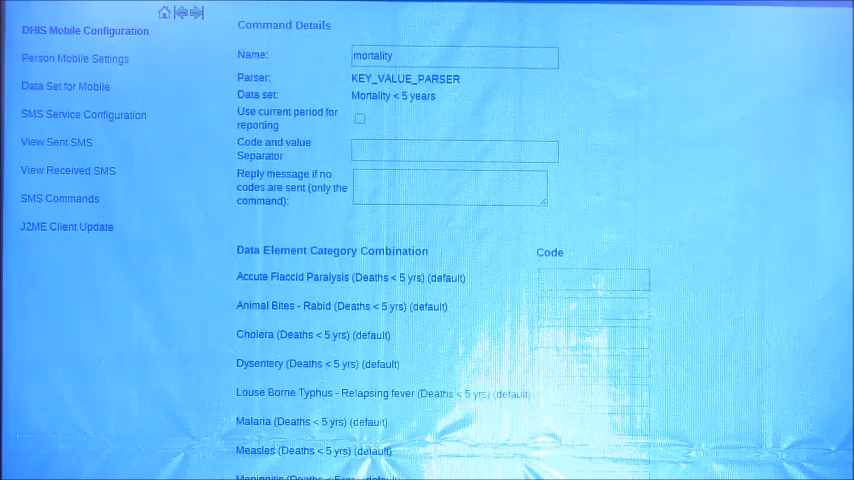 DHIS Mobile Configuration
Person Mobile Settings
Data Set for Mobile
SMS Service Configuration
View Sent SMS
View Received SMS
SMS Commands
J2ME Client Update
Command Details
Name: mortality
Parser: KEY_VALUE_PARSER
Data set: Mortality < 5 years
Use current period for
reporting
Code and value
Separator
Reply message if no
codes are sent (only the
command):
Data Element Category Combination Code
Accute Flaccid Paralysis (Deaths < 5 yrs) (default)
Animal Bites - Rabid (Deaths < 5 yrs) (default)
Cholera (Deaths < 5 yrs) (default)
Dysentery (Deaths < 5 yrs) (default)
Louse Borne Typhus - Relapsing fever (Deaths < 5 yrs) (default)
Malaria (Deaths < 5 yrs) (default)
Measles (Deaths < 5 yrs) (default)
Meningitis (Deaths < 5 yrs) (default)